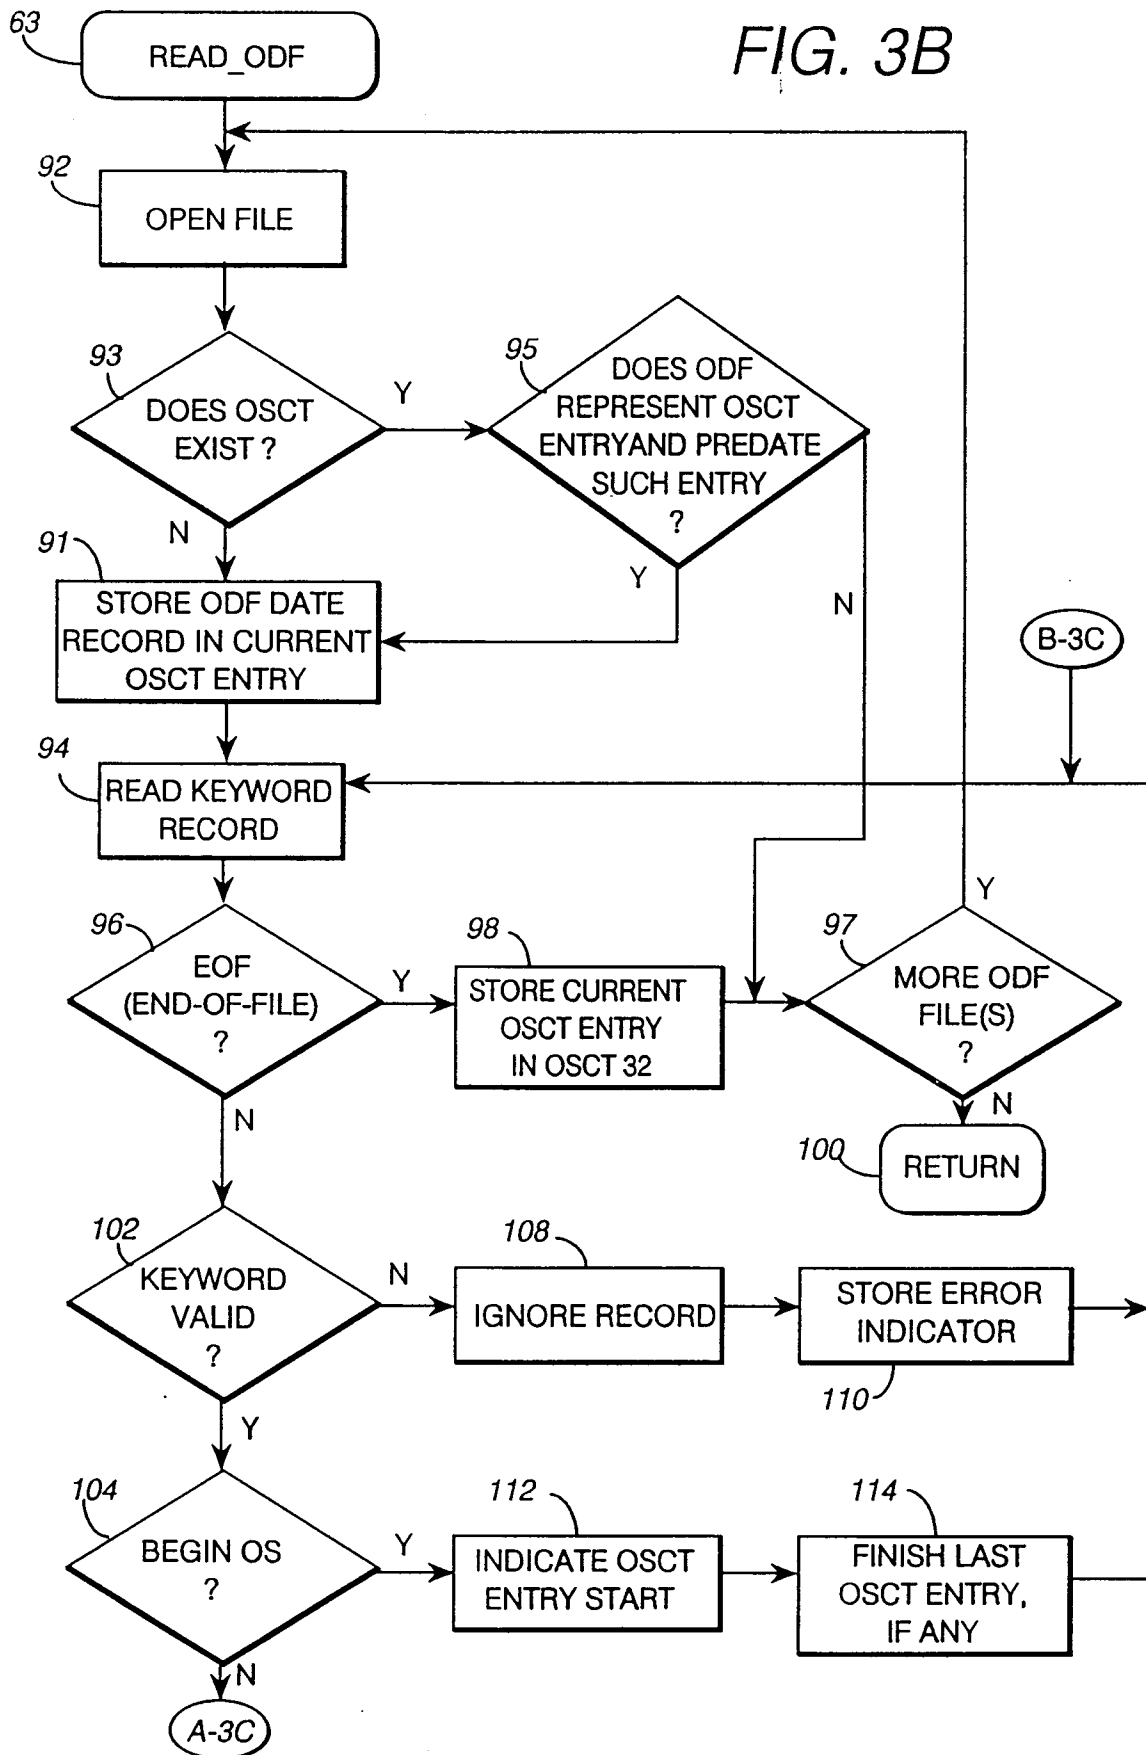 FIG. 3B
63
READ_ODF
92
OPEN FILE
93
DOES OSCT
EXIST ?
Y
N
95
DOES ODF
REPRESENT OSCT
ENTRYAND PREDATE
SUCH ENTRY
?
Y
N
91
STORE ODF DATE
RECORD IN CURRENT
OSCT ENTRY
B-3C
94
READ KEYWORD
RECORD
96
EOF
(END-OF-FILE)
?
Y
N
98
STORE CURRENT
OSCT ENTRY
IN OSCT 32
97
MORE ODF
FILE(S)
?
Y
N
100
RETURN
102
KEYWORD
VALID
?
N
Y
108
IGNORE RECORD
STORE ERROR
INDICATOR
110
104
BEGIN OS
?
Y
N
112
INDICATE OSCT
ENTRY START
114
FINISH LAST
OSCT ENTRY,
IF ANY
A-3C